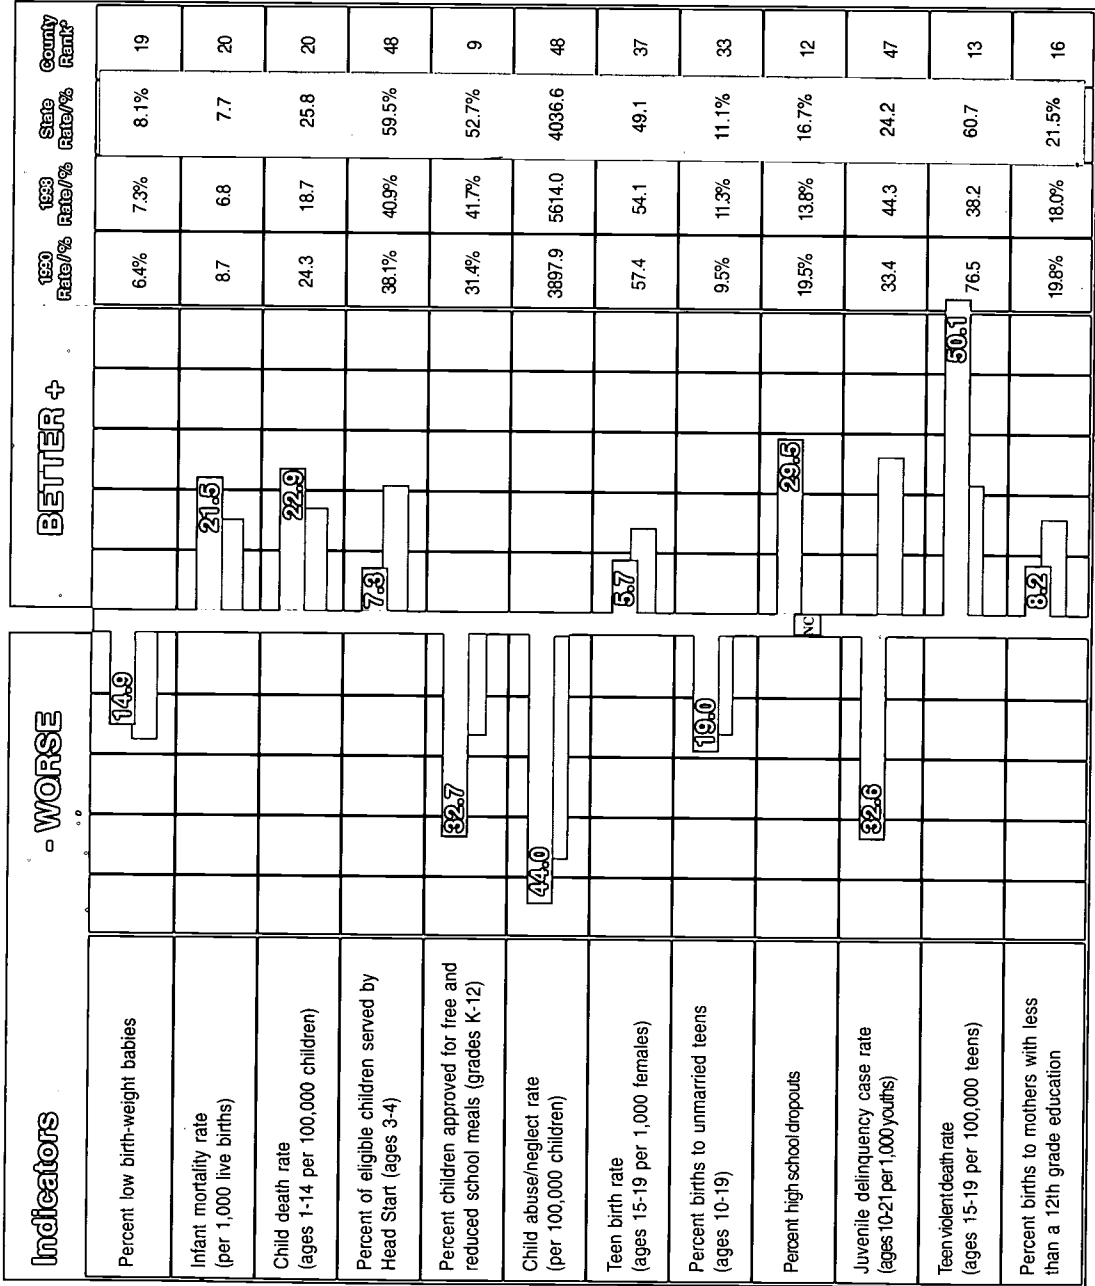 Indicators
- WORSE
BETTER +
1990 Rate/%
1998 Rate/%
State Rate/%
County Rank*
Percent low birth-weight babies
14.9
6.4%
7.3%
8.1%
19
Infant mortality rate
(per 1,000 live births)
21.5
8.7
6.8
7.7
20
Child death rate
(ages 1-14 per 100,000 children)
22.9
24.3
18.7
25.8
20
Percent of eligible children served by
Head Start (ages 3-4)
7.3
38.1%
40.9%
59.5%
48
Percent children approved for free and
reduced school meals (grades K-12)
32.7
31.4%
41.7%
52.7%
9
Child abuse/neglect rate
(per 100,000 children)
44.0
3897.9
5614.0
4036.6
48
Teen birth rate
(ages 15-19 per 1,000 females)
5.7
57.4
54.1
49.1
37
Percent births to unmarried teens
(ages 10-19)
19.0
9.5%
11.3%
11.1%
33
Percent high school dropouts
NC
29.5
19.5%
13.8%
16.7%
12
Juvenile delinquency case rate
(ages 10-21 per 1,000 youths)
32.6
33.4
44.3
24.2
47
Teen violent death rate
(ages 15-19 per 100,000 teens)
50.1
76.5
38.2
60.7
13
Percent births to mothers with less
than a 12th grade education
8.2
19.8%
18.0%
21.5%
16